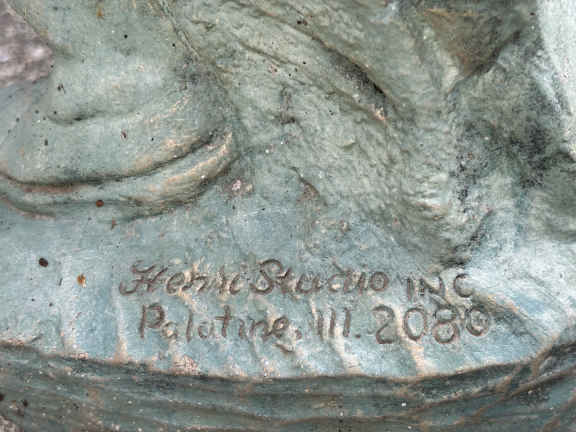 Henri Studio INC
Palatine, Ill. 2080